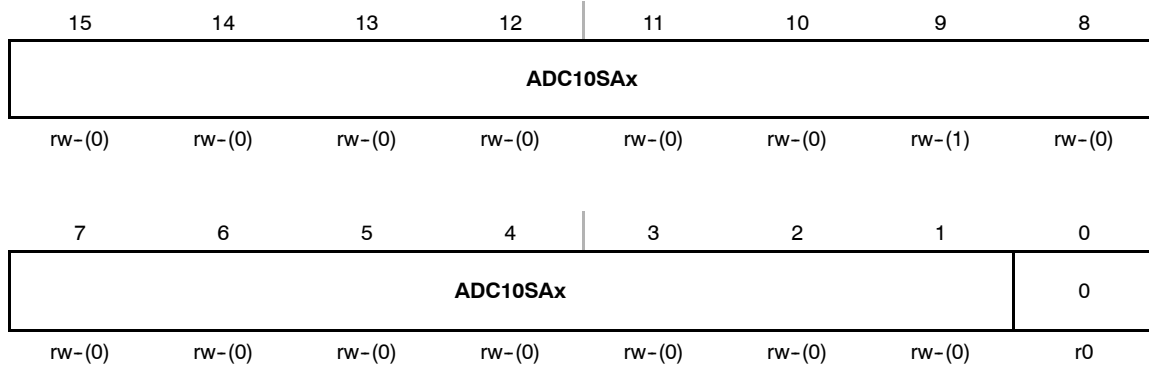 15 14 13 12 11 10 9 8
ADC10SAx
rw-(0) rw-(0) rw-(0) rw-(0) rw-(0) rw-(0) rw-(1) rw-(0)
7 6 5 4 3 2 1 0
ADC10SAx 0
rw-(0) rw-(0) rw-(0) rw-(0) rw-(0) rw-(0) rw-(0) r0